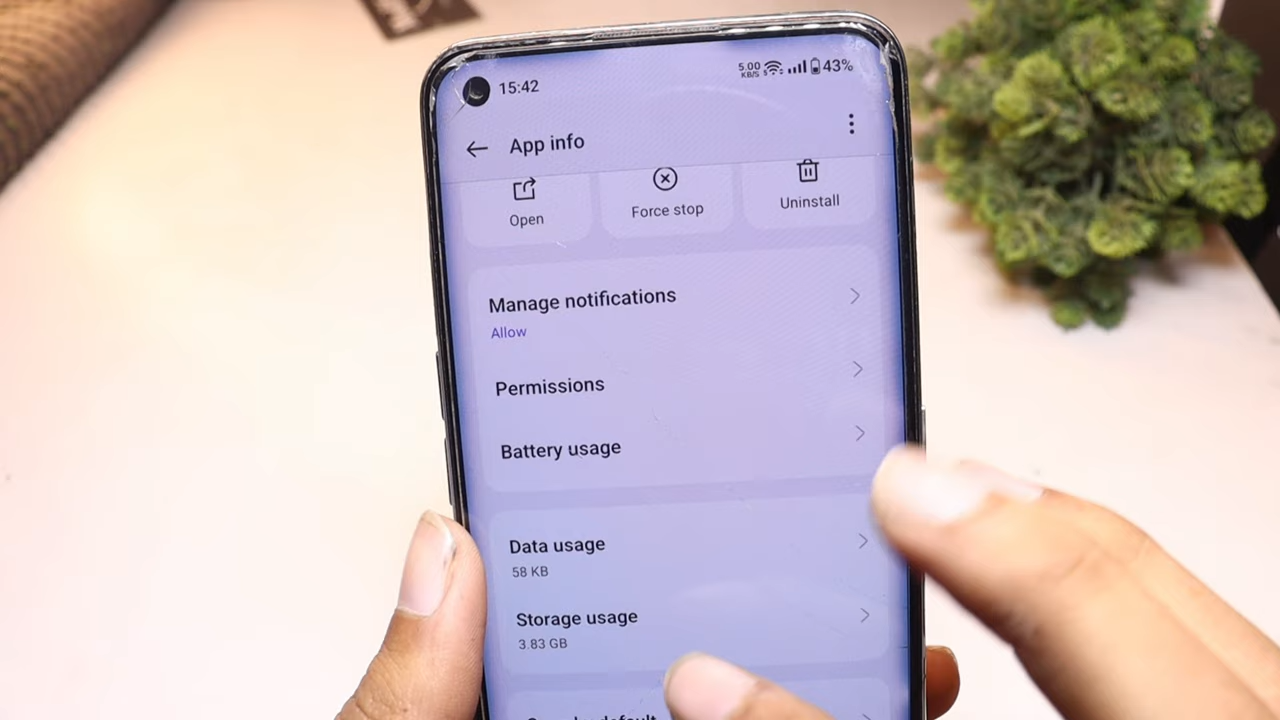 15:42
5.00
KB/S
43%
App info
Open
Force stop
Uninstall
Manage notifications
Allow
Permissions
Battery usage
Data usage
58 KB
Storage usage
3.83 GB